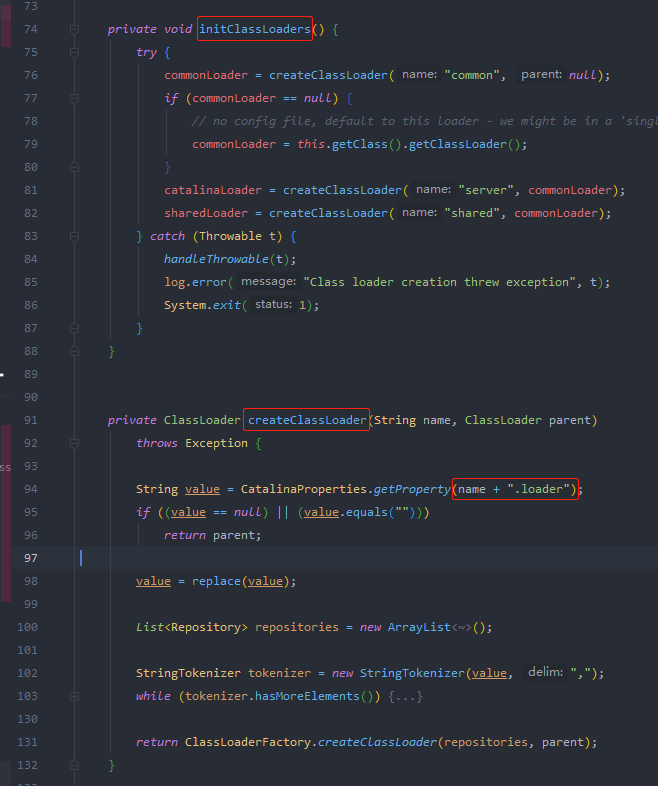 73
74 private void initClassLoaders() {
75 try {
76 commonLoader = createClassLoader( name: "common", parent: null);
77 if (commonLoader == null) {
78 // no config file, default to this loader - we might be in a 'singl
79 commonLoader = this.getClass().getClassLoader();
80 }
81 catalinaLoader = createClassLoader( name: "server", commonLoader);
82 sharedLoader = createClassLoader( name: "shared", commonLoader);
83 } catch (Throwable t) {
84 handleThrowable(t);
85 log.error( message: "Class loader creation threw exception", t);
86 System.exit( status: 1);
87 }
88 }
89
90
91 private ClassLoader createClassLoader(String name, ClassLoader parent)
92 throws Exception {
93
94 String value = CatalinaProperties.getProperty(name + ".loader");
95 if ((value == null) || (value.equals("")))
96 return parent;
97
98 value = replace(value);
99
100 List<Repository> repositories = new ArrayList<~>();
101
102 StringTokenizer tokenizer = new StringTokenizer(value, delim: ",");
103 while (tokenizer.hasMoreElements()) {...}
130
131 return ClassLoaderFactory.createClassLoader(repositories, parent);
132 }